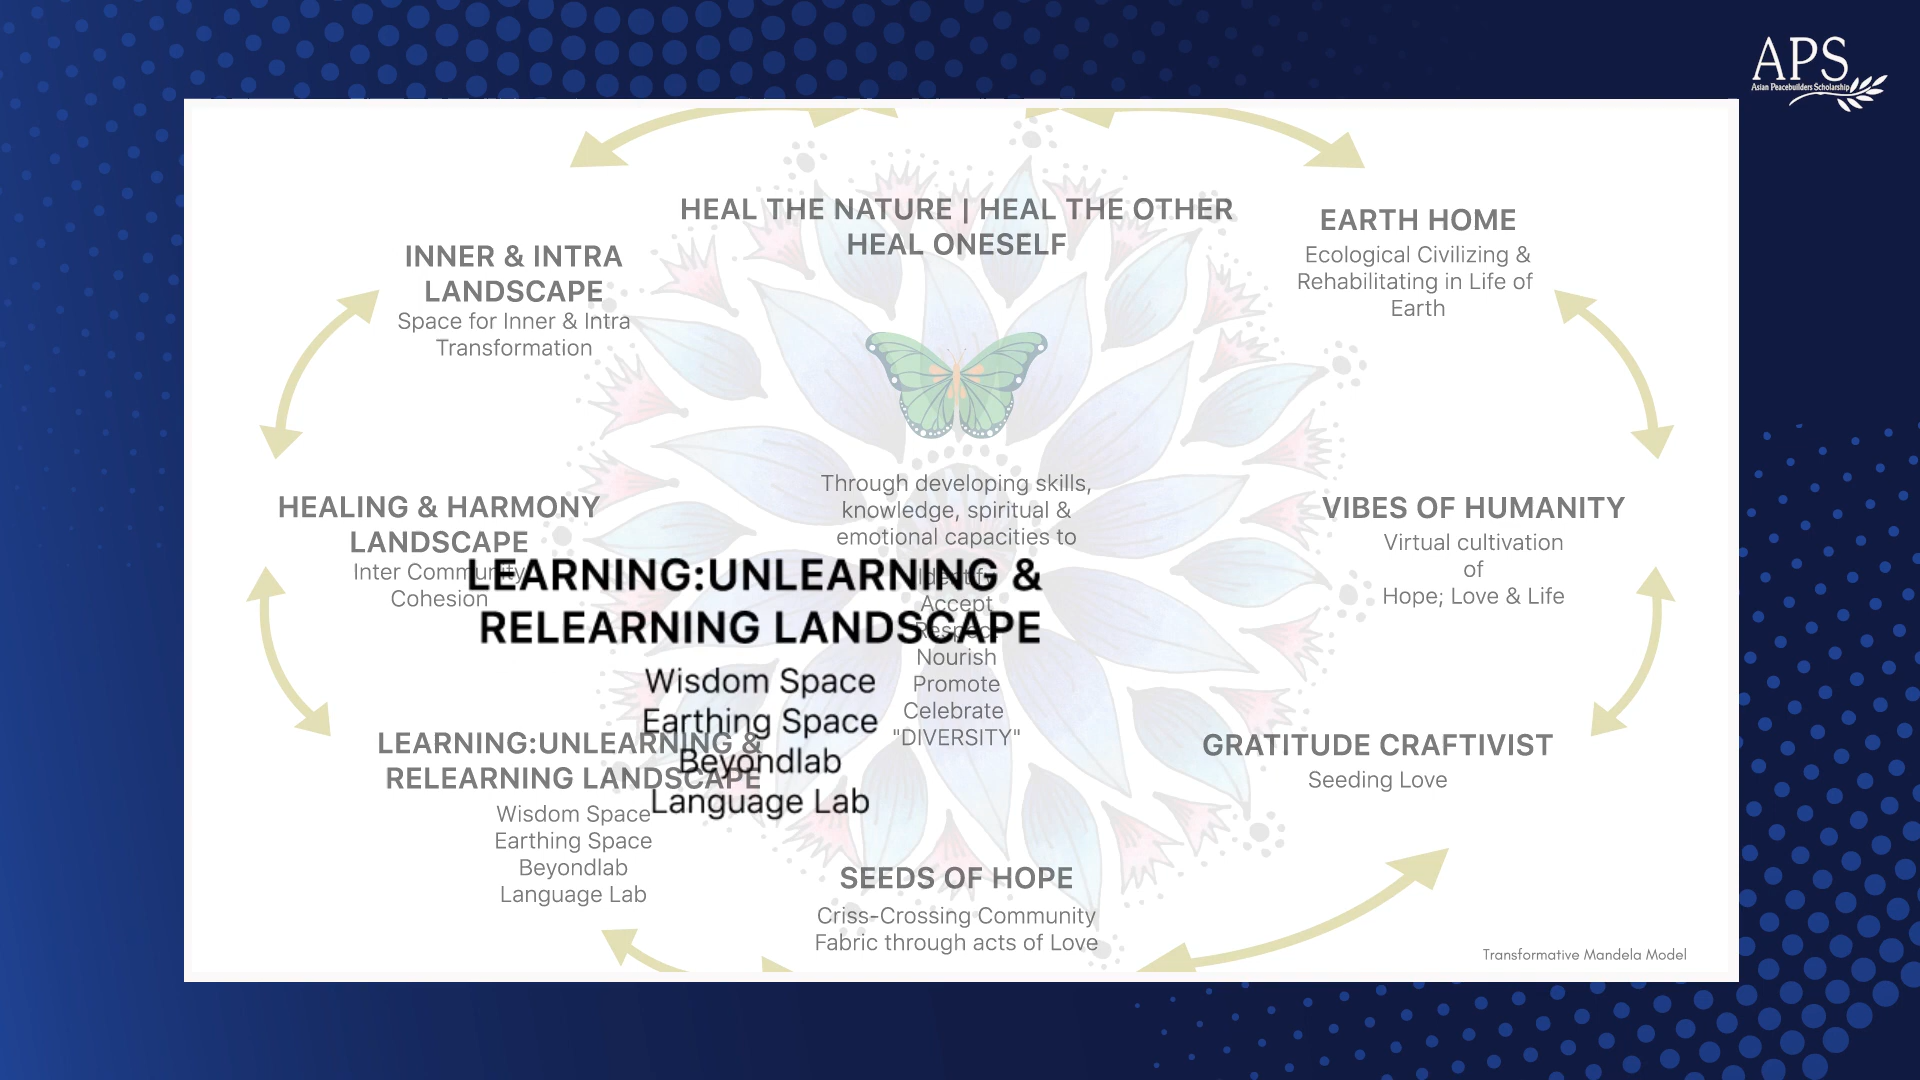 APS
Asian Peacebuilders Scholarship
HEAL THE NATURE | HEAL THE OTHER
HEAL ONESELF
EARTH HOME
Ecological Civilizing &
Rehabilitating in Life of
Earth
INNER & INTRA
LANDSCAPE
Space for Inner & Intra
Transformation
HEALING & HARMONY
LANDSCAPE
Inter Community
Cohesion
Through developing skills,
knowledge, spiritual &
emotional capacities to
Identify
Accept
Respect
Nourish
Promote
Celebrate
"DIVERSITY"
VIBES OF HUMANITY
Virtual cultivation
of
Hope; Love & Life
LEARNING:UNLEARNING &
RELEARNING LANDSCAPE
Wisdom Space
Earthing Space
Beyondlab
Language Lab
LEARNING:UNLEARNING &
RELEARNING LANDSCAPE
Wisdom Space
Earthing Space
Beyondlab
Language Lab
GRATITUDE CRAFTIVIST
Seeding Love
SEEDS OF HOPE
Criss-Crossing Community
Fabric through acts of Love
Transformative Mandela Model